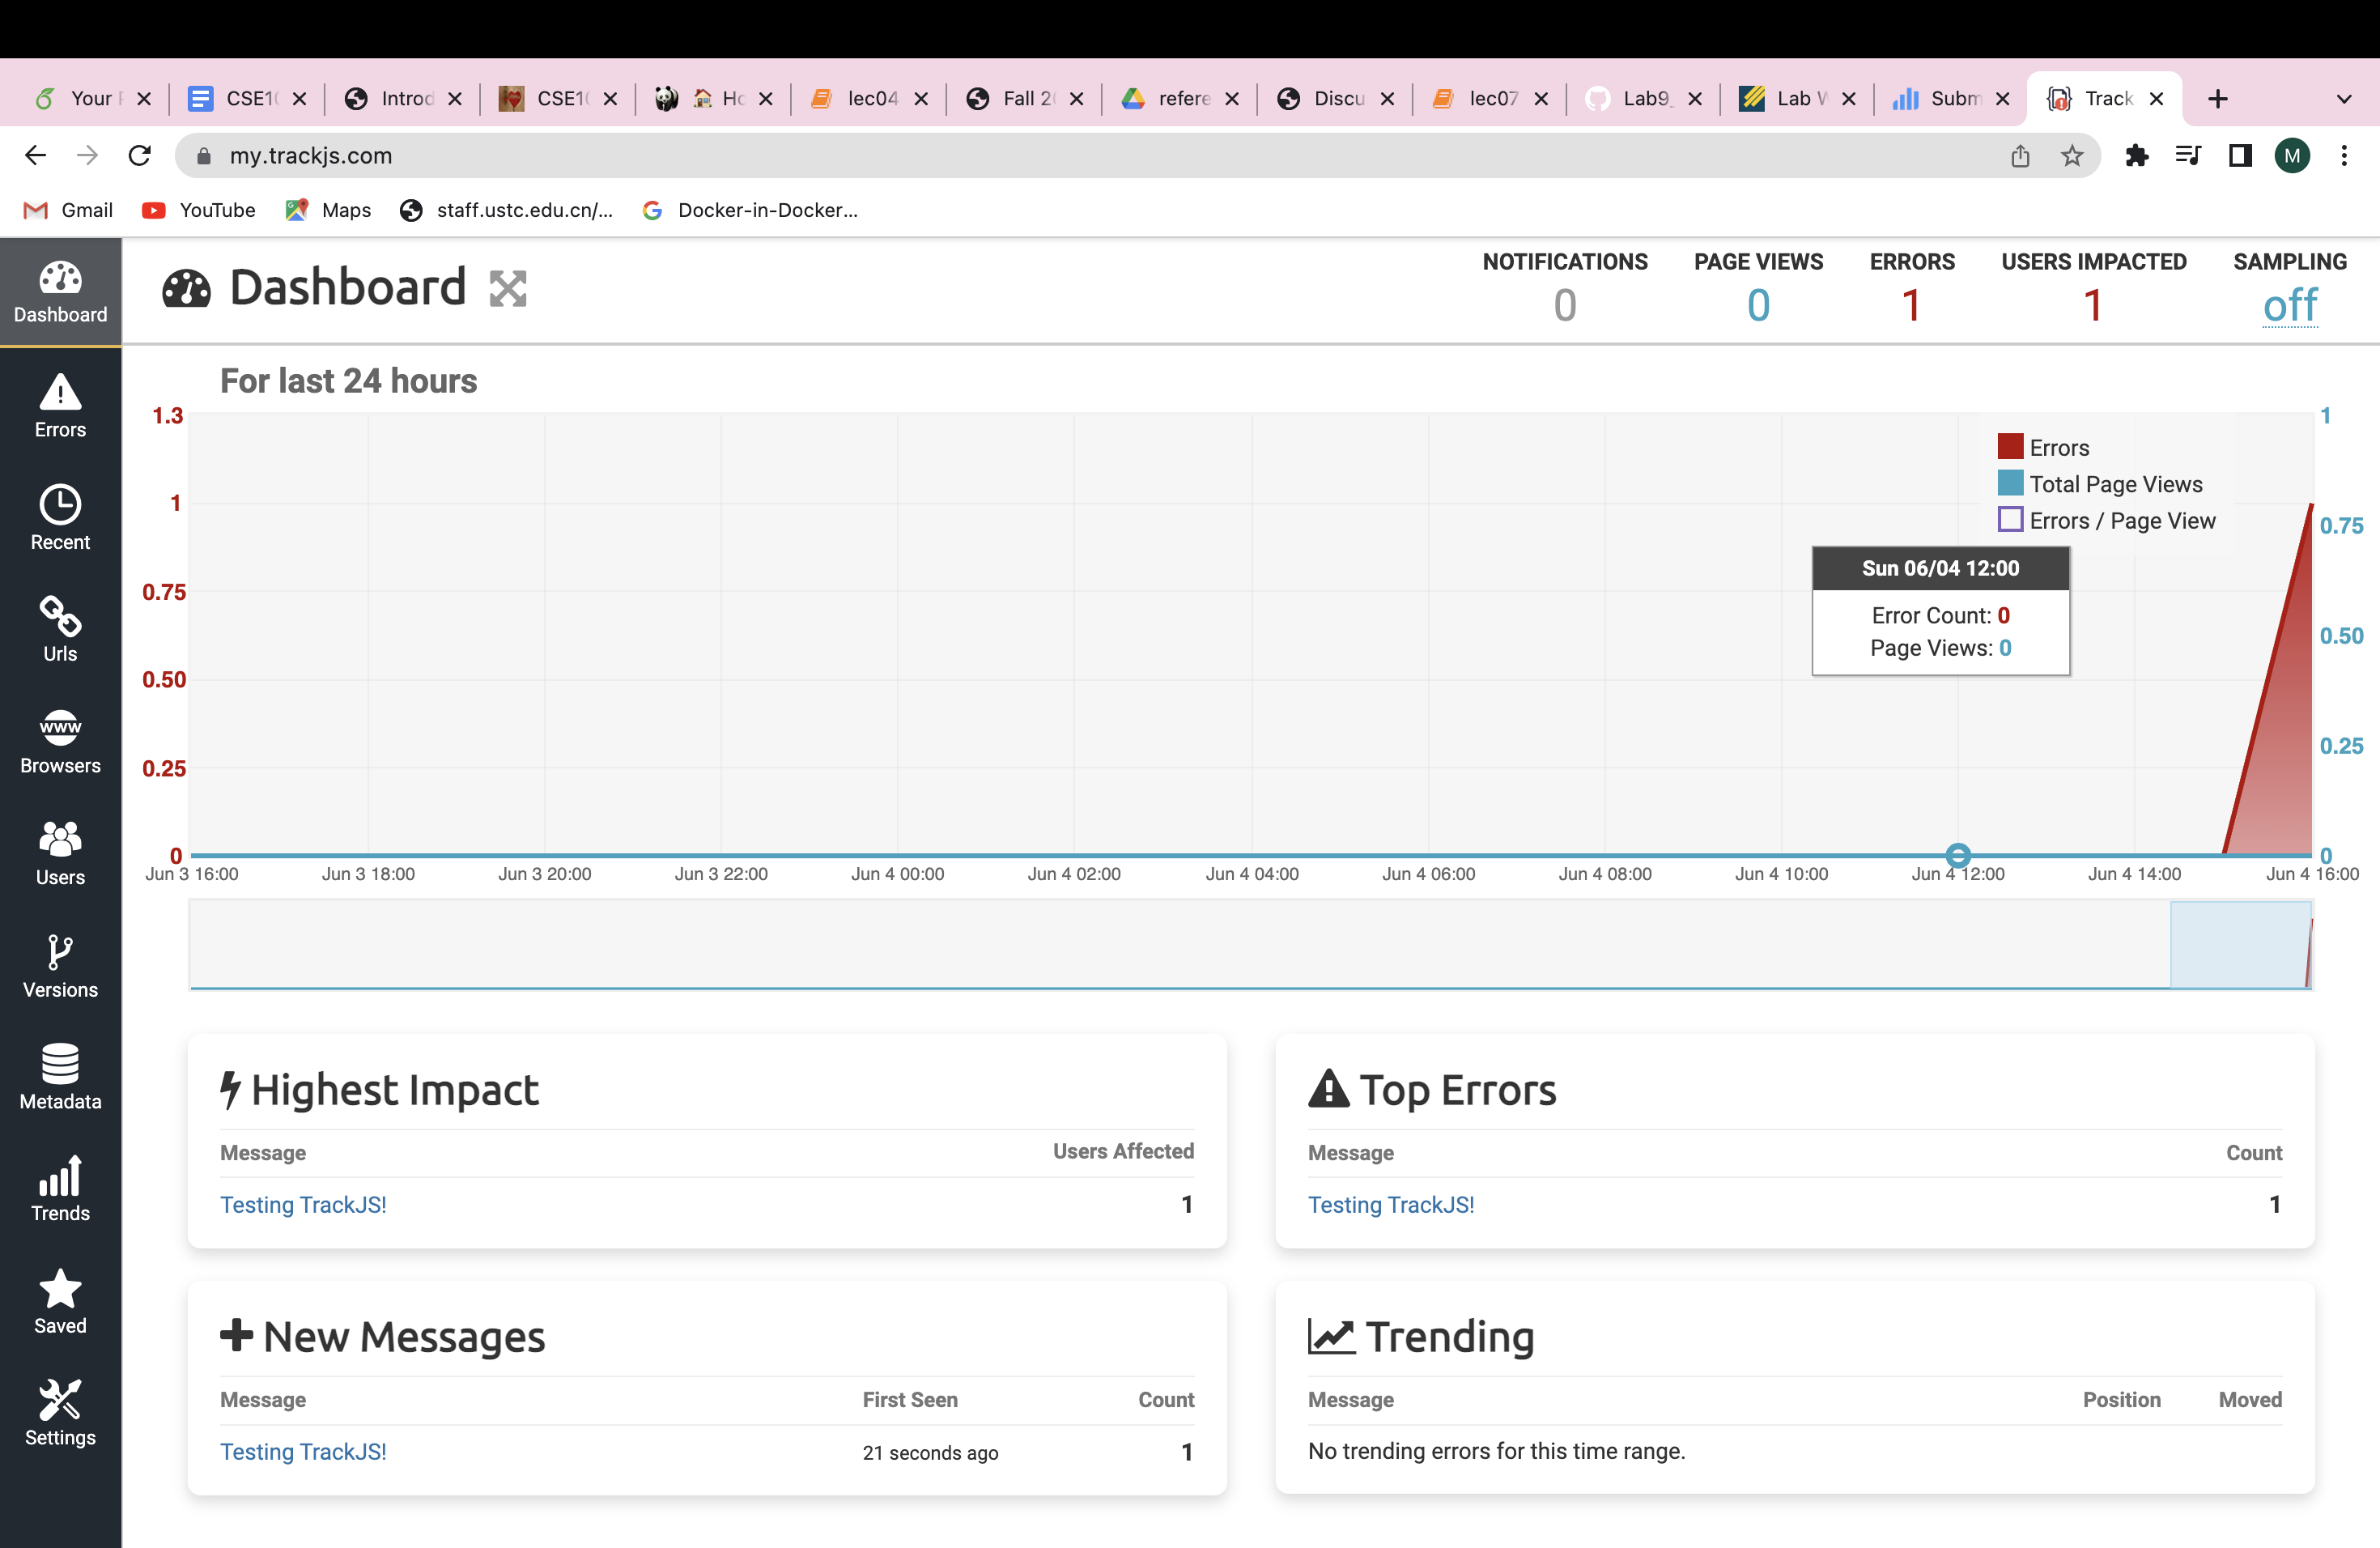 Your
CSE1
Introd
CSE1
Ho
lec04
Fall 2
refere
Discu
lec07
Lab9_
Lab
Subm
Track
my.trackjs.com
M
Gmail
YouTube
Maps
staff.ustc.edu.cn/...
Docker-in-Docker...
Dashboard
Errors
Recent
Urls
www
Browsers
Users
Versions
Metadata
Trends
Saved
Settings
Dashboard
NOTIFICATIONS PAGE VIEWS ERRORS USERS IMPACTED SAMPLING
0 0 1 1 off
For last 24 hours
1.3
1
0.75
0.50
0.25
0
1
0.75
0.50
0.25
0
Errors
Total Page Views
Errors / Page View
Sun 06/04 12:00
Error Count: 0
Page Views: 0
Jun 3 16:00 Jun 3 18:00 Jun 3 20:00 Jun 3 22:00 Jun 4 00:00 Jun 4 02:00 Jun 4 04:00 Jun 4 06:00 Jun 4 08:00 Jun 4 10:00 Jun 4 12:00 Jun 4 14:00 Jun 4 16:00
Highest Impact
Message Users Affected
Testing TrackJS! 1
Top Errors
Message Count
Testing TrackJS! 1
New Messages
Message First Seen Count
Testing TrackJS! 21 seconds ago 1
Trending
Message Position Moved
No trending errors for this time range.